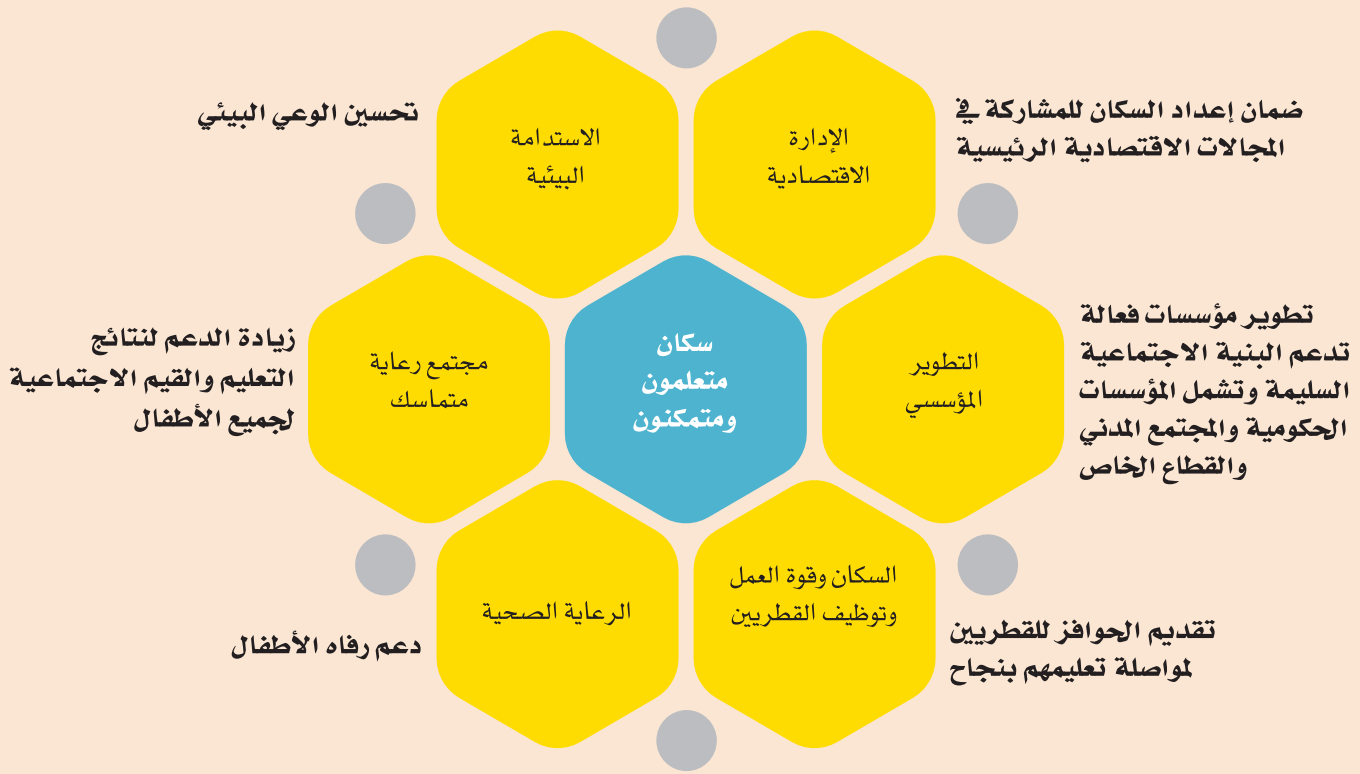 ضمان إعداد السكان للمشاركة في
المجالات الاقتصادية الرئيسية
الإدارة
الاقتصادية
الاستدامة
البيئية
تحسين الوعي البيئي
تطوير مؤسسات فعالة
تدعم البنية الاجتماعية
السليمة وتشمل المؤسسات
الحكومية والمجتمع المدني
والقطاع الخاص
التطوير
المؤسسي
سكان
متعلمون
ومتمكنون
مجتمع رعاية
متماسك
زيادة الدعم لنتائج
التعليم والقيم الاجتماعية
لجميع الأطفال
تقديم الحوافز للقطريين
لمواصلة تعليمهم بنجاح
السكان وقوة العمل
وتوظيف القطريين
الرعاية الصحية
دعم رفاه الأطفال